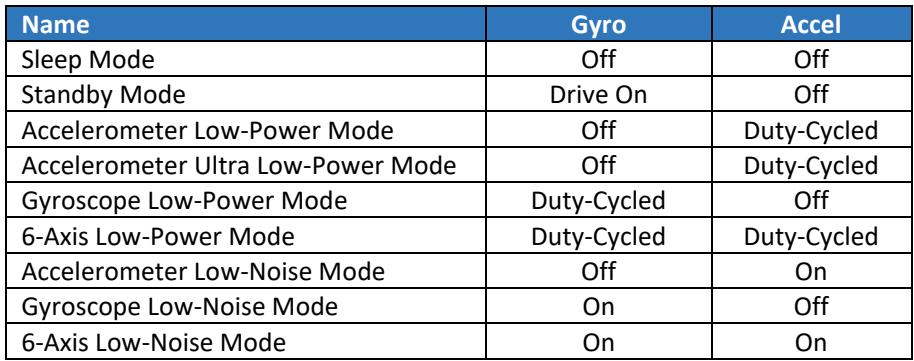 Name Gyro Accel
Sleep Mode Off Off
Standby Mode Drive On Off
Accelerometer Low-Power Mode Off Duty-Cycled
Accelerometer Ultra Low-Power Mode Off Duty-Cycled
Gyroscope Low-Power Mode Duty-Cycled Off
6-Axis Low-Power Mode Duty-Cycled Duty-Cycled
Accelerometer Low-Noise Mode Off On
Gyroscope Low-Noise Mode On Off
6-Axis Low-Noise Mode On On